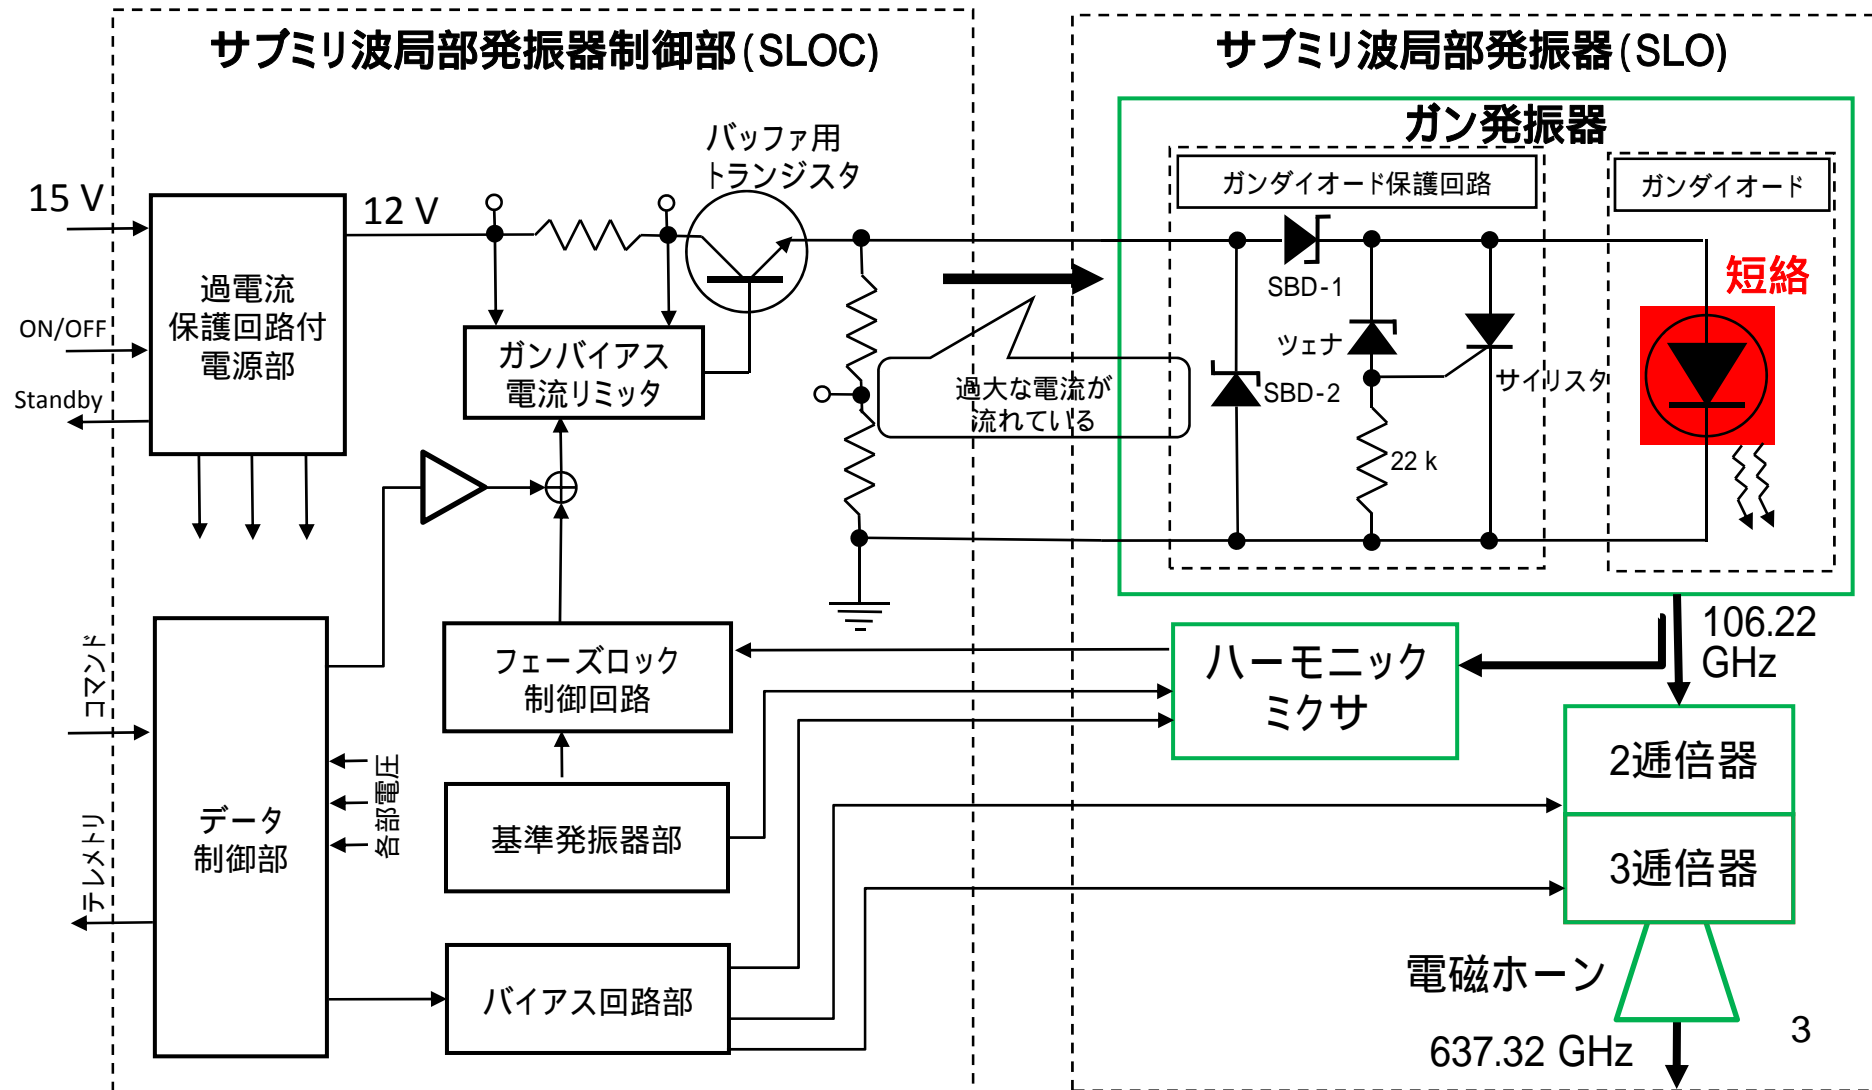 サブミリ波局部発振器制御部(SLOC)
サブミリ波局部発振器(SLO)
ガン発振器
バッファ用
トランジスタ
ガンダイオード保護回路
ガンダイオード
15 V
12 V
過電流
保護回路付
電源部
ON/OFF
Standby
ガンバイアス
電流リミッタ
過大な電流が
流れている
SBD-1
SBD-2
ツェナ
サイリスタ
22 k
短絡
106.22
GHz
フェーズロック
制御回路
ハーモニック
ミクサ
コマンド
テレメトリ
各部電圧
データ
制御部
基準発振器部
バイアス回路部
2逓倍器
3逓倍器
電磁ホーン
637.32 GHz
3